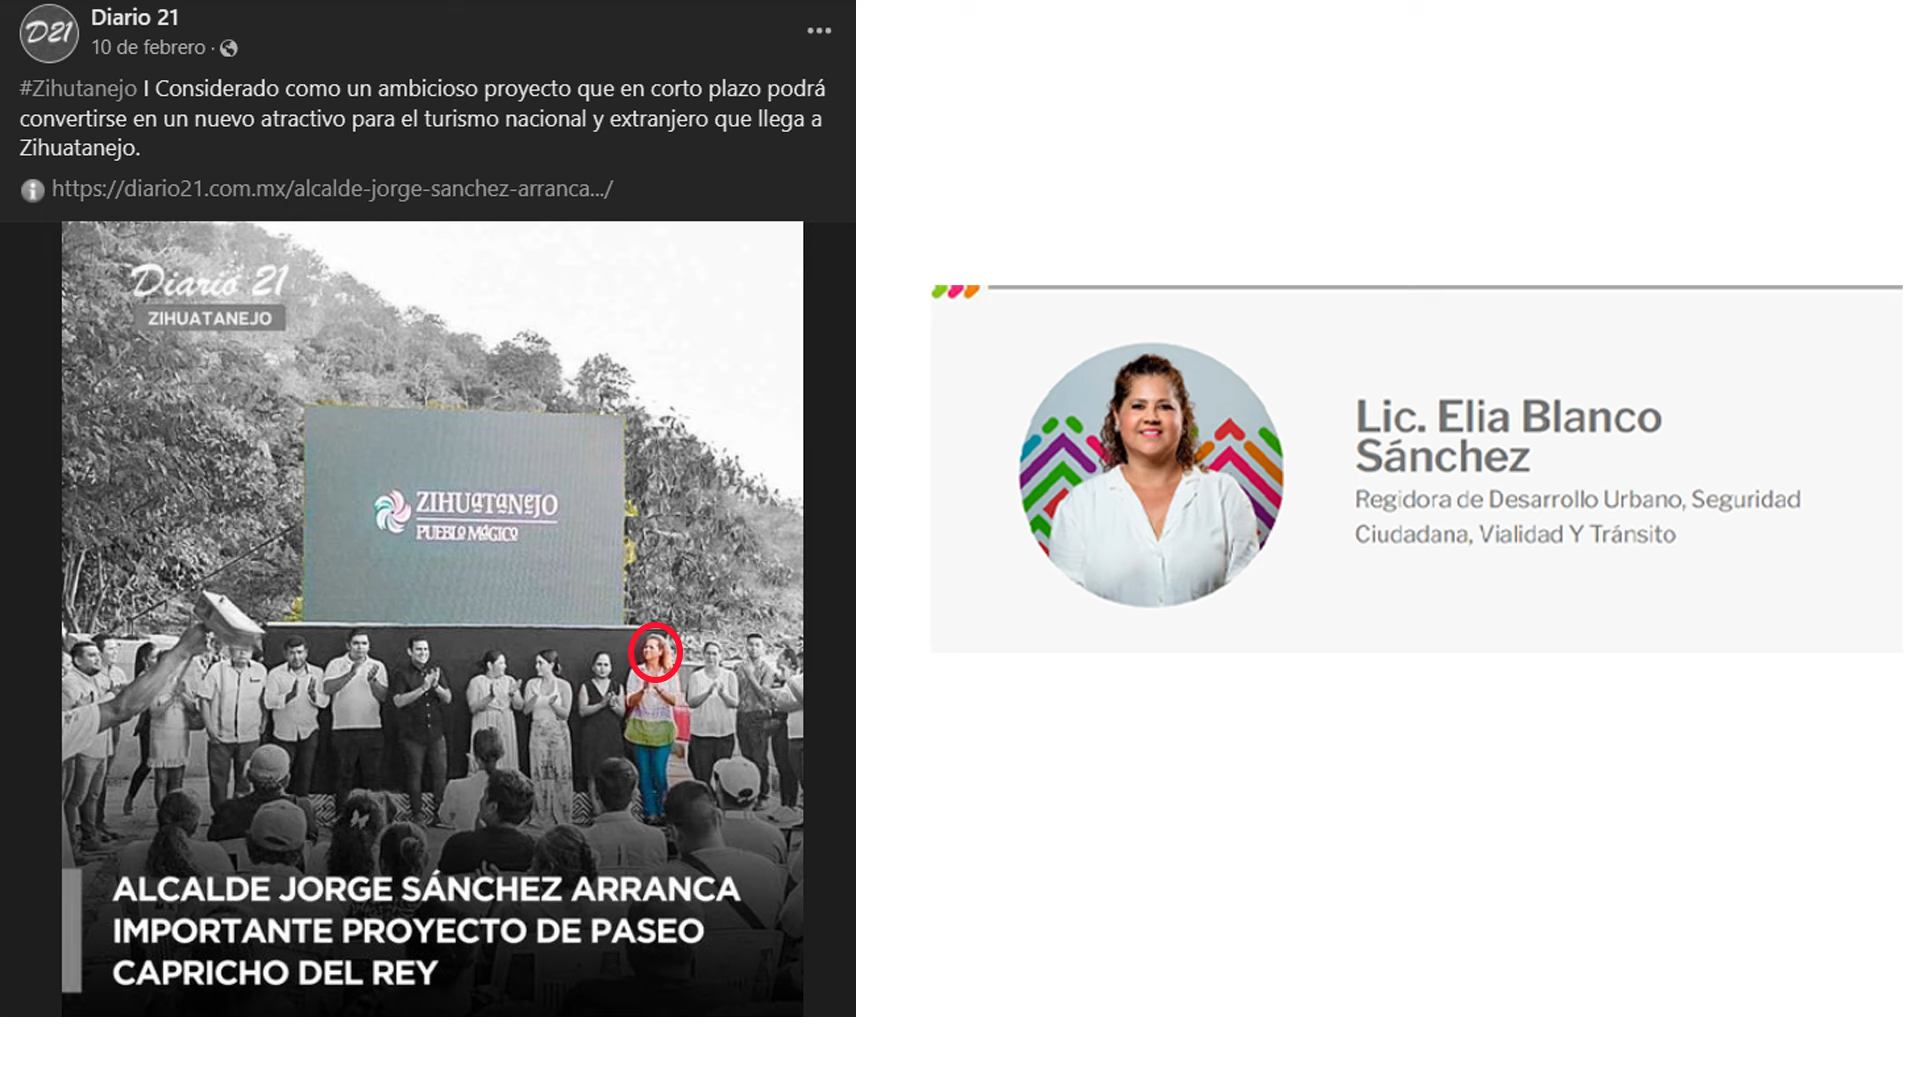 D21
Diario 21
10 de febrero ·
#Zihutanejo I Considerado como un ambicioso proyecto que en corto plazo podrá
convertirse en un nuevo atractivo para el turismo nacional y extranjero que llega a
Zihuatanejo.
https://diario21.com.mx/alcalde-jorge-sanchez-arranca.../
Diario 21
ZIHUATANEJO
ZIHUATANEJO
PUEBLO MÁGICO
ALCALDE JORGE SÁNCHEZ ARRANCA
IMPORTANTE PROYECTO DE PASEO
CAPRICHO DEL REY
Lic. Elia Blanco
Sánchez
Regidora de Desarrollo Urbano, Seguridad
Ciudadana, Vialidad Y Tránsito